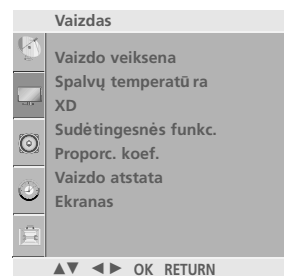 Vaizdas
Vaizdo veiksena
Spalvų temperatūra
XD
Sudėtingesnės funkc.
Proporc. koef.
Vaizdo atstata
Ekranas
▲▼ ◄► OK RETURN